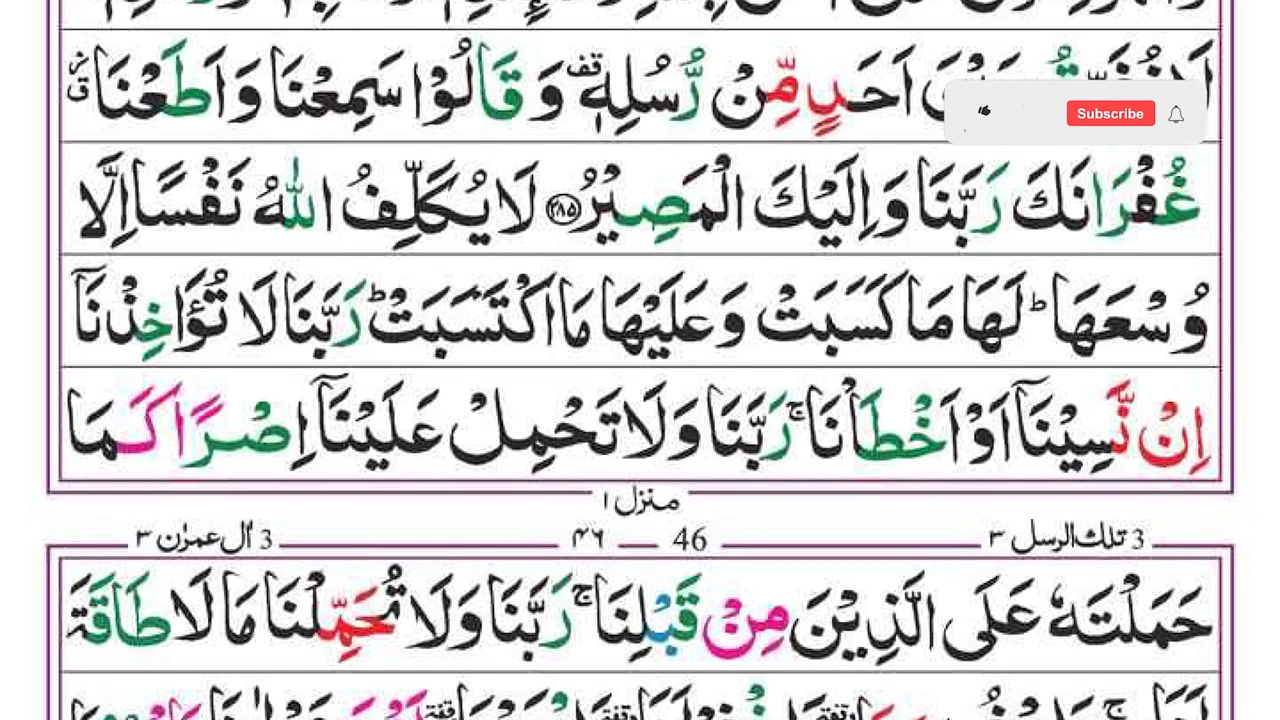 اَحَدٍ مِّنْ رُّسُلِهٖ قف وَ قَالُوْا سَمِعْنَا وَ اَطَعْنَا
Subscribe
غُفْرَانَكَ رَبَّنَا وَ اِلَيْكَ الْمَصِيْرُ ﴿۲۸۵﴾ لَا يُكَلِّفُ اللّٰهُ نَفْسًا اِلَّا
وُسْعَهَا ؕ لَهَا مَا كَسَبَتْ وَ عَلَيْهَا مَا اكْتَسَبَتْ ؕ رَبَّنَا لَا تُؤَاخِذْنَاۤ
اِنْ نَّسِيْنَاۤ اَوْ اَخْطَاْنَا ۚ رَبَّنَا وَلَا تَحْمِلْ عَلَيْنَاۤ اِصْرًا كَمَا
منزل ۱
3 تلك الرسل ۳ 46 ۴۶ 3 اٰل عمرٰن ۳
حَمَلْتَهٗ عَلَى الَّذِيْنَ مِنْ قَبْلِنَا ۚ رَبَّنَا وَلَا تُحَمِّلْنَا مَا لَا طَاقَةَ